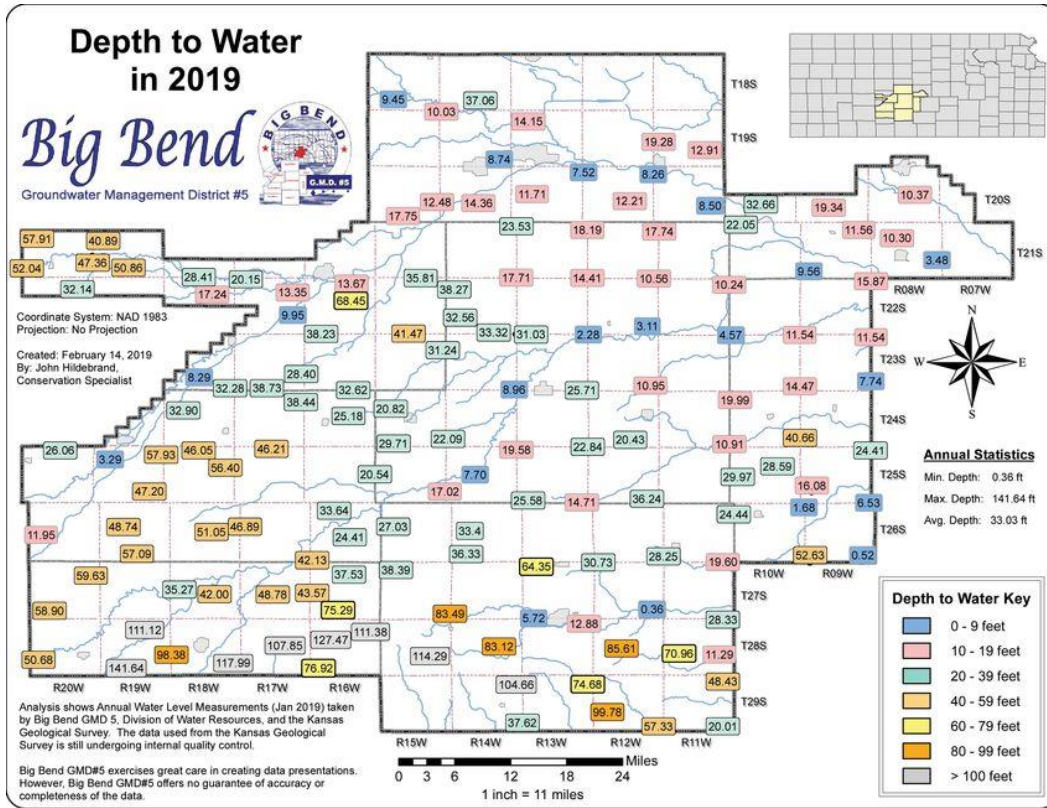 Depth to Water
in 2019
Big Bend
Groundwater Management District #5
BIG BEND
G.M.D. #5
T18S
9.45
10.03
37.06
14.15
T19S
19.28
12.91
8.74
7.52
8.26
T20S
10.37
12.48
14.36
11.71
12.21
8.50
32.66
19.34
17.75
23.53
18.19
17.74
22.05
11.56
10.30
T21S
57.91
40.89
3.48
52.04
47.36
50.86
28.41
20.15
32.14
17.24
13.35
13.67
68.45
35.81
38.27
17.71
14.41
10.56
10.24
9.56
15.87
R08W
R07W
T22S
Coordinate System: NAD 1983
Projection: No Projection
Created: February 14, 2019
By: John Hildebrand,
Conservation Specialist
9.95
38.23
41.47
32.56
33.32
31.03
2.28
3.11
4.57
11.54
11.54
31.24
T23S
N
W
E
S
8.29
32.28
38.73
28.40
38.44
32.62
8.96
25.71
10.95
14.47
7.74
19.99
T24S
32.90
25.18
20.82
26.06
3.29
57.93
46.05
46.21
56.40
29.71
22.09
19.58
22.84
20.43
10.91
40.66
24.41
T25S
47.20
20.54
7.70
17.02
29.97
28.59
16.08
Annual Statistics
Min. Depth: 0.36 ft
Max. Depth: 141.64 ft
Avg. Depth: 33.03 ft
25.58
14.71
36.24
24.44
1.68
6.53
T26S
11.95
48.74
51.05
46.89
33.64
24.41
27.03
33.4
57.09
42.13
36.33
28.25
19.60
52.63
0.52
R10W
R09W
59.63
35.27
42.00
48.78
43.57
37.53
38.39
64.35
30.73
T27S
58.90
75.29
83.49
5.72
12.88
0.36
28.33
111.12
107.85
127.47
111.38
T28S
50.68
141.64
98.38
117.99
76.92
114.29
83.12
85.61
70.96
11.29
R20W
R19W
R18W
R17W
R16W
104.66
74.68
48.43
T29S
37.62
99.78
57.33
20.01
R15W
R14W
R13W
R12W
R11W
Depth to Water Key
0 - 9 feet
10 - 19 feet
20 - 39 feet
40 - 59 feet
60 - 79 feet
80 - 99 feet
> 100 feet
Analysis shows Annual Water Level Measurements (Jan 2019) taken
by Big Bend GMD 5, Division of Water Resources, and the Kansas
Geological Survey. The data used from the Kansas Geological
Survey is still undergoing internal quality control.
Big Bend GMD#5 exercises great care in creating data presentations.
However, Big Bend GMD#5 offers no guarantee of accuracy or
completeness of the data.
Miles
0 3 6 12 18 24
1 inch = 11 miles